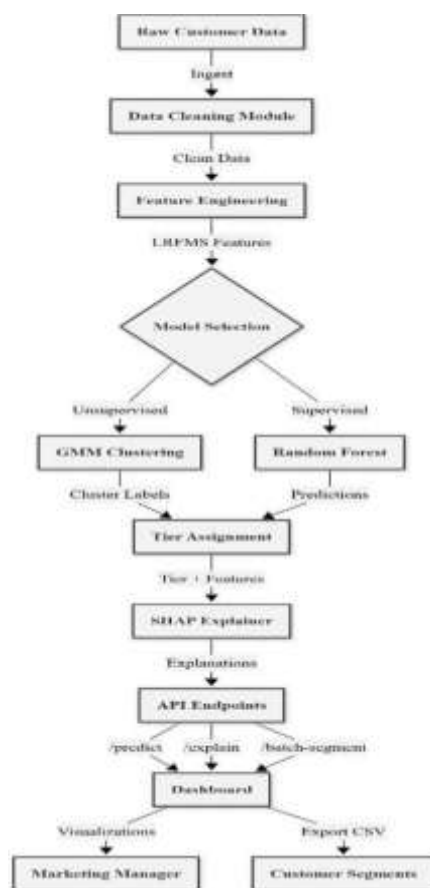 Raw Customer Data
Ingest
Data Cleaning Module
Clean Data
Feature Engineering
LRFMS Features
Model Selection
Unsupervised
Supervised
GMM Clustering
Random Forest
Cluster Labels
Predictions
Tier Assignment
Tier + Features
SHAP Explainer
Explanations
API Endpoints
/predict
/explain
/batch-segment
Dashboard
Visualizations
Export CSV
Marketing Manager
Customer Segments